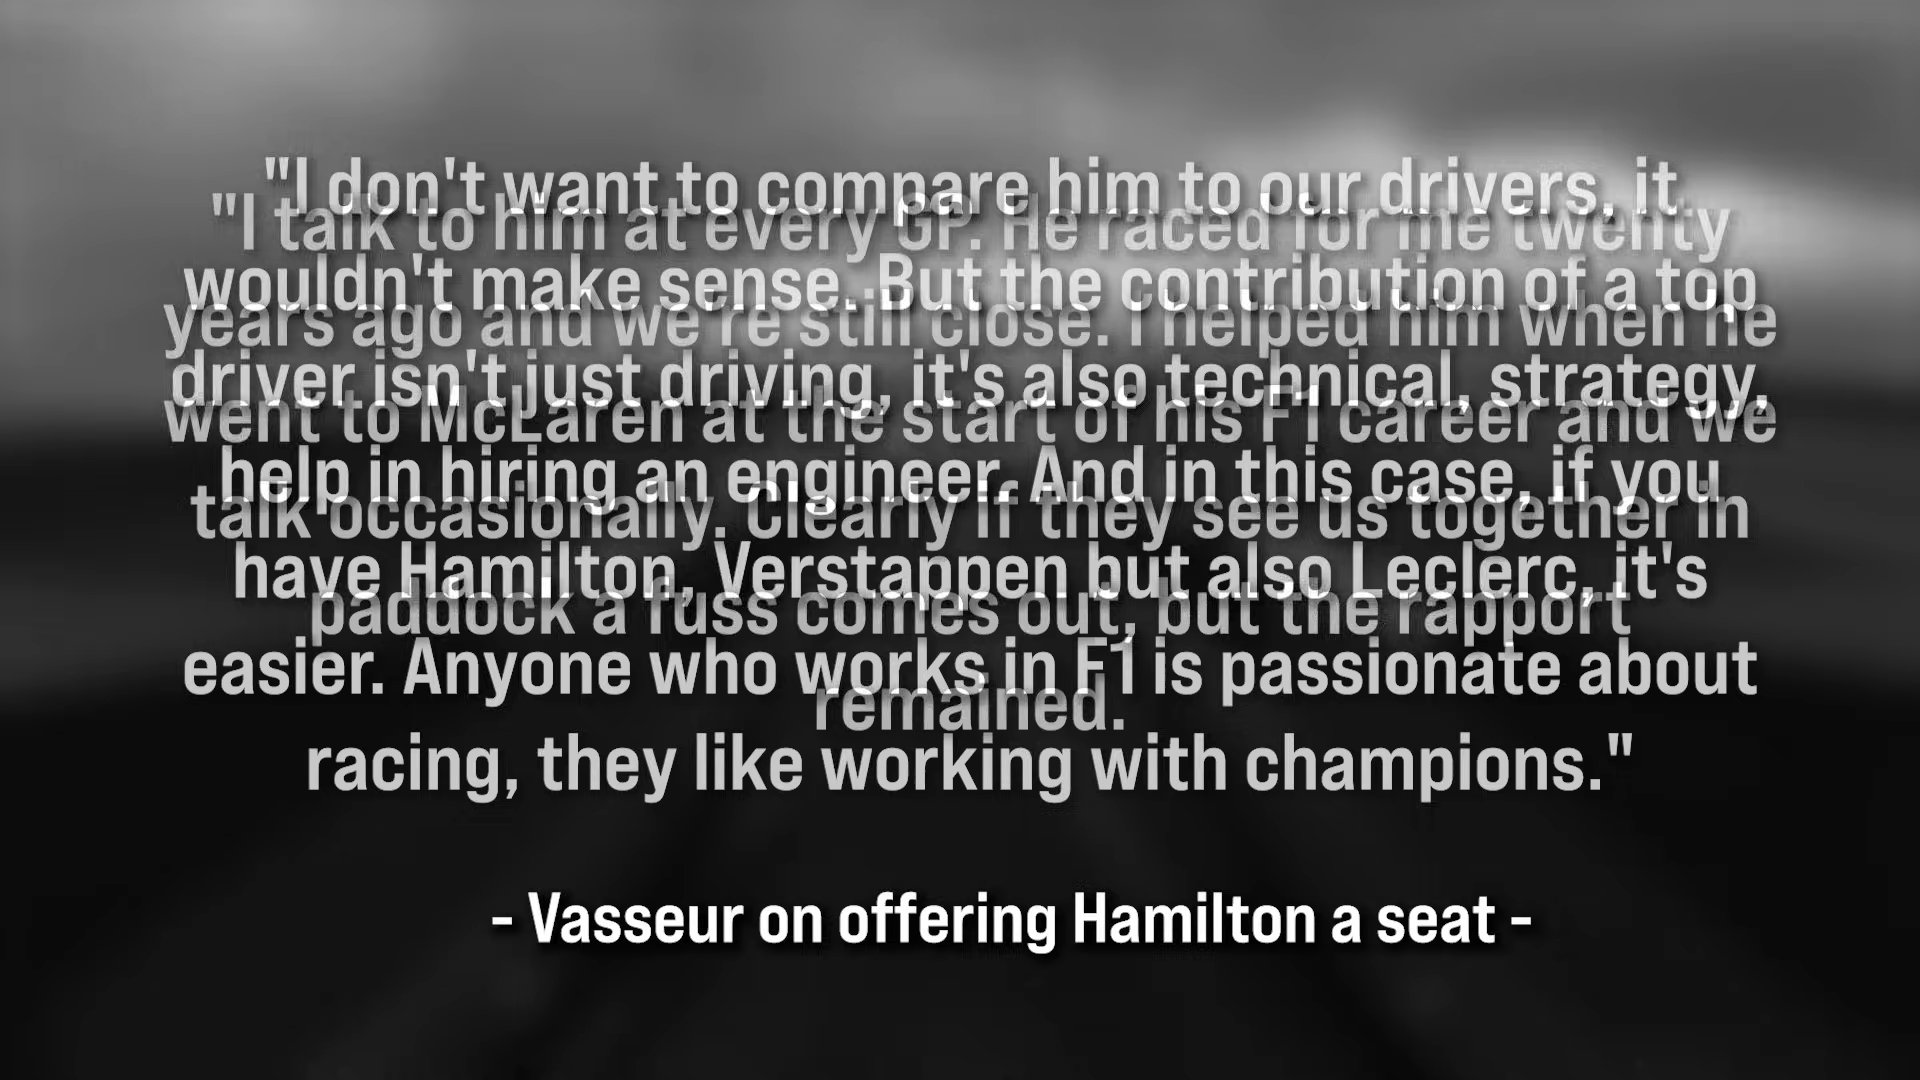 "I don't want to compare him to our drivers, it
"I talk to him at every GP. He raced for me twenty
wouldn't make sense. But the contribution of a top
years ago and we're still close. I helped him when he
driver isn't just driving, it's also technical, strategy,
went to McLaren at the start of his F1 career and we
help in hiring an engineer. And in this case, if you
talk occasionally. Clearly if they see us together in
have Hamilton, Verstappen but also Leclerc, it's
paddock a fuss comes out, but the rapport
easier. Anyone who works in F1 is passionate about
remained.
racing, they like working with champions."
- Vasseur on offering Hamilton a seat -